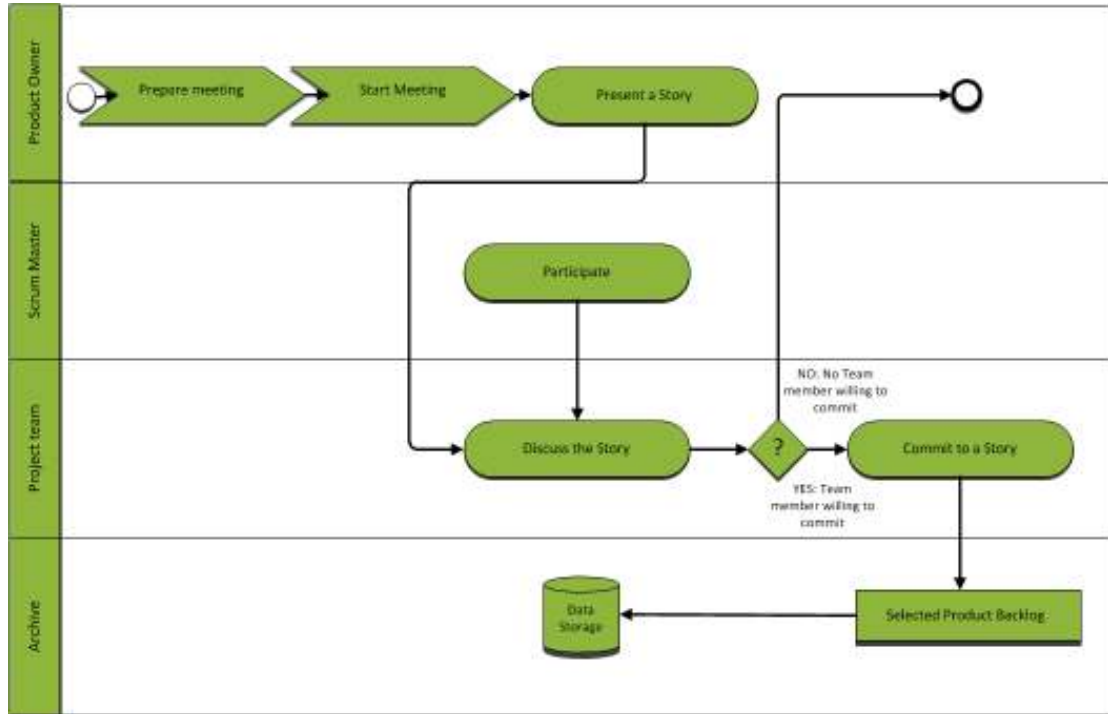 Product Owner
Prepare meeting
Start Meeting
Present a Story
Scrum Master
Participate
Project team
NO: No Team
member willing to
commit
Discuss the Story
?
Commit to a Story
YES: Team
member willing to
commit
Archive
Data
Storage
Selected Product Backlog